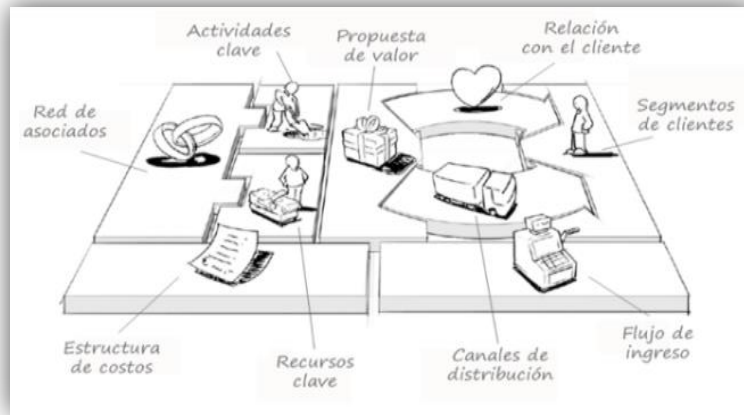 Actividades
clave
Propuesta
de valor
Relación
con el cliente
Red de
asociados
Segmentos
de clientes
Estructura
de costos
Recursos
clave
Canales de
distribución
Flujo de
ingreso